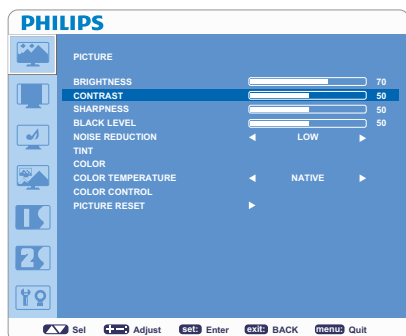 PHILIPS
PICTURE
BRIGHTNESS 70
CONTRAST 50
SHARPNESS 50
BLACK LEVEL 50
NOISE REDUCTION LOW
TINT
COLOR
COLOR TEMPERATURE NATIVE
COLOR CONTROL
PICTURE RESET
Sel Adjust set: Enter exit: BACK menu: Quit